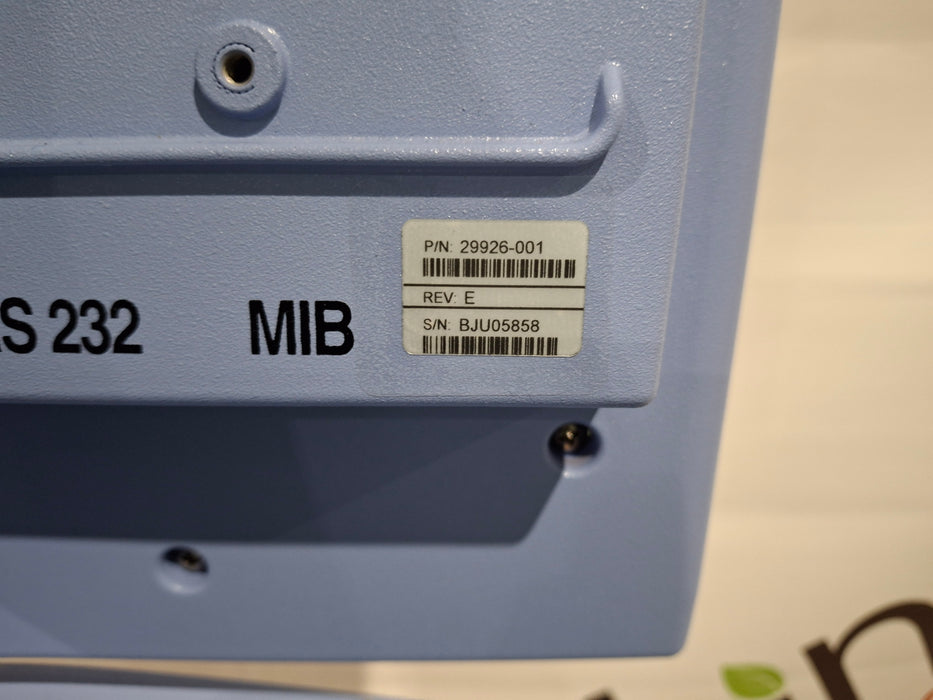 P/N: 29926-001
REV: E
S/N: BJU05858
S 232
MIB